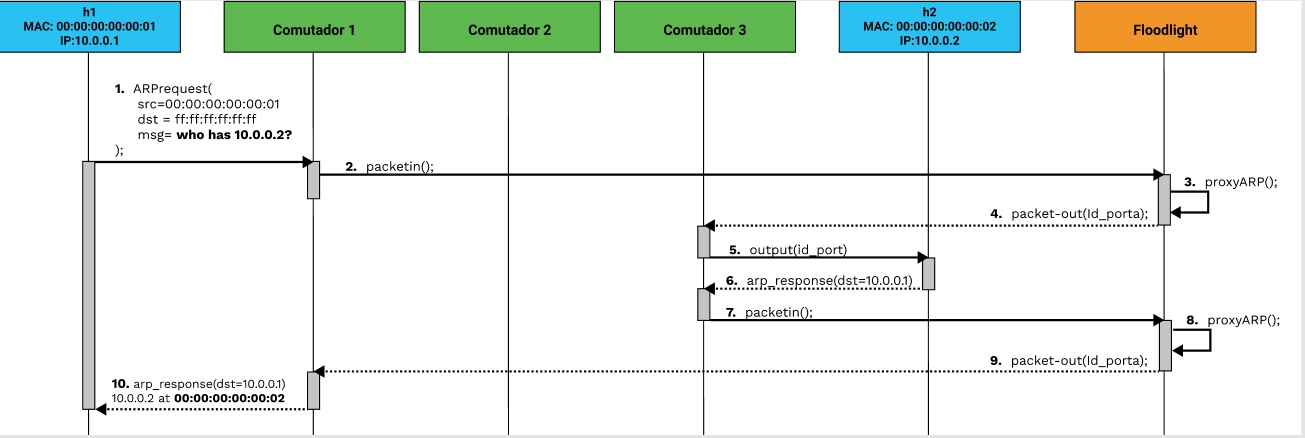 h1
MAC: 00:00:00:00:00:01
IP:10.0.0.1
Comutador 1
Comutador 2
Comutador 3
h2
MAC: 00:00:00:00:00:02
IP:10.0.0.2
Floodlight
1. ARPrequest(
src=00:00:00:00:00:01
dst = ff:ff:ff:ff:ff:ff
msg= who has 10.0.0.2?
);
2. packetin();
3. proxyARP();
4. packet-out(Id_porta);
5. output(id_port)
6. arp_response(dst=10.0.0.1)
7. packetin();
8. proxyARP();
9. packet-out(Id_porta);
10. arp_response(dst=10.0.0.1)
10.0.0.2 at 00:00:00:00:00:02